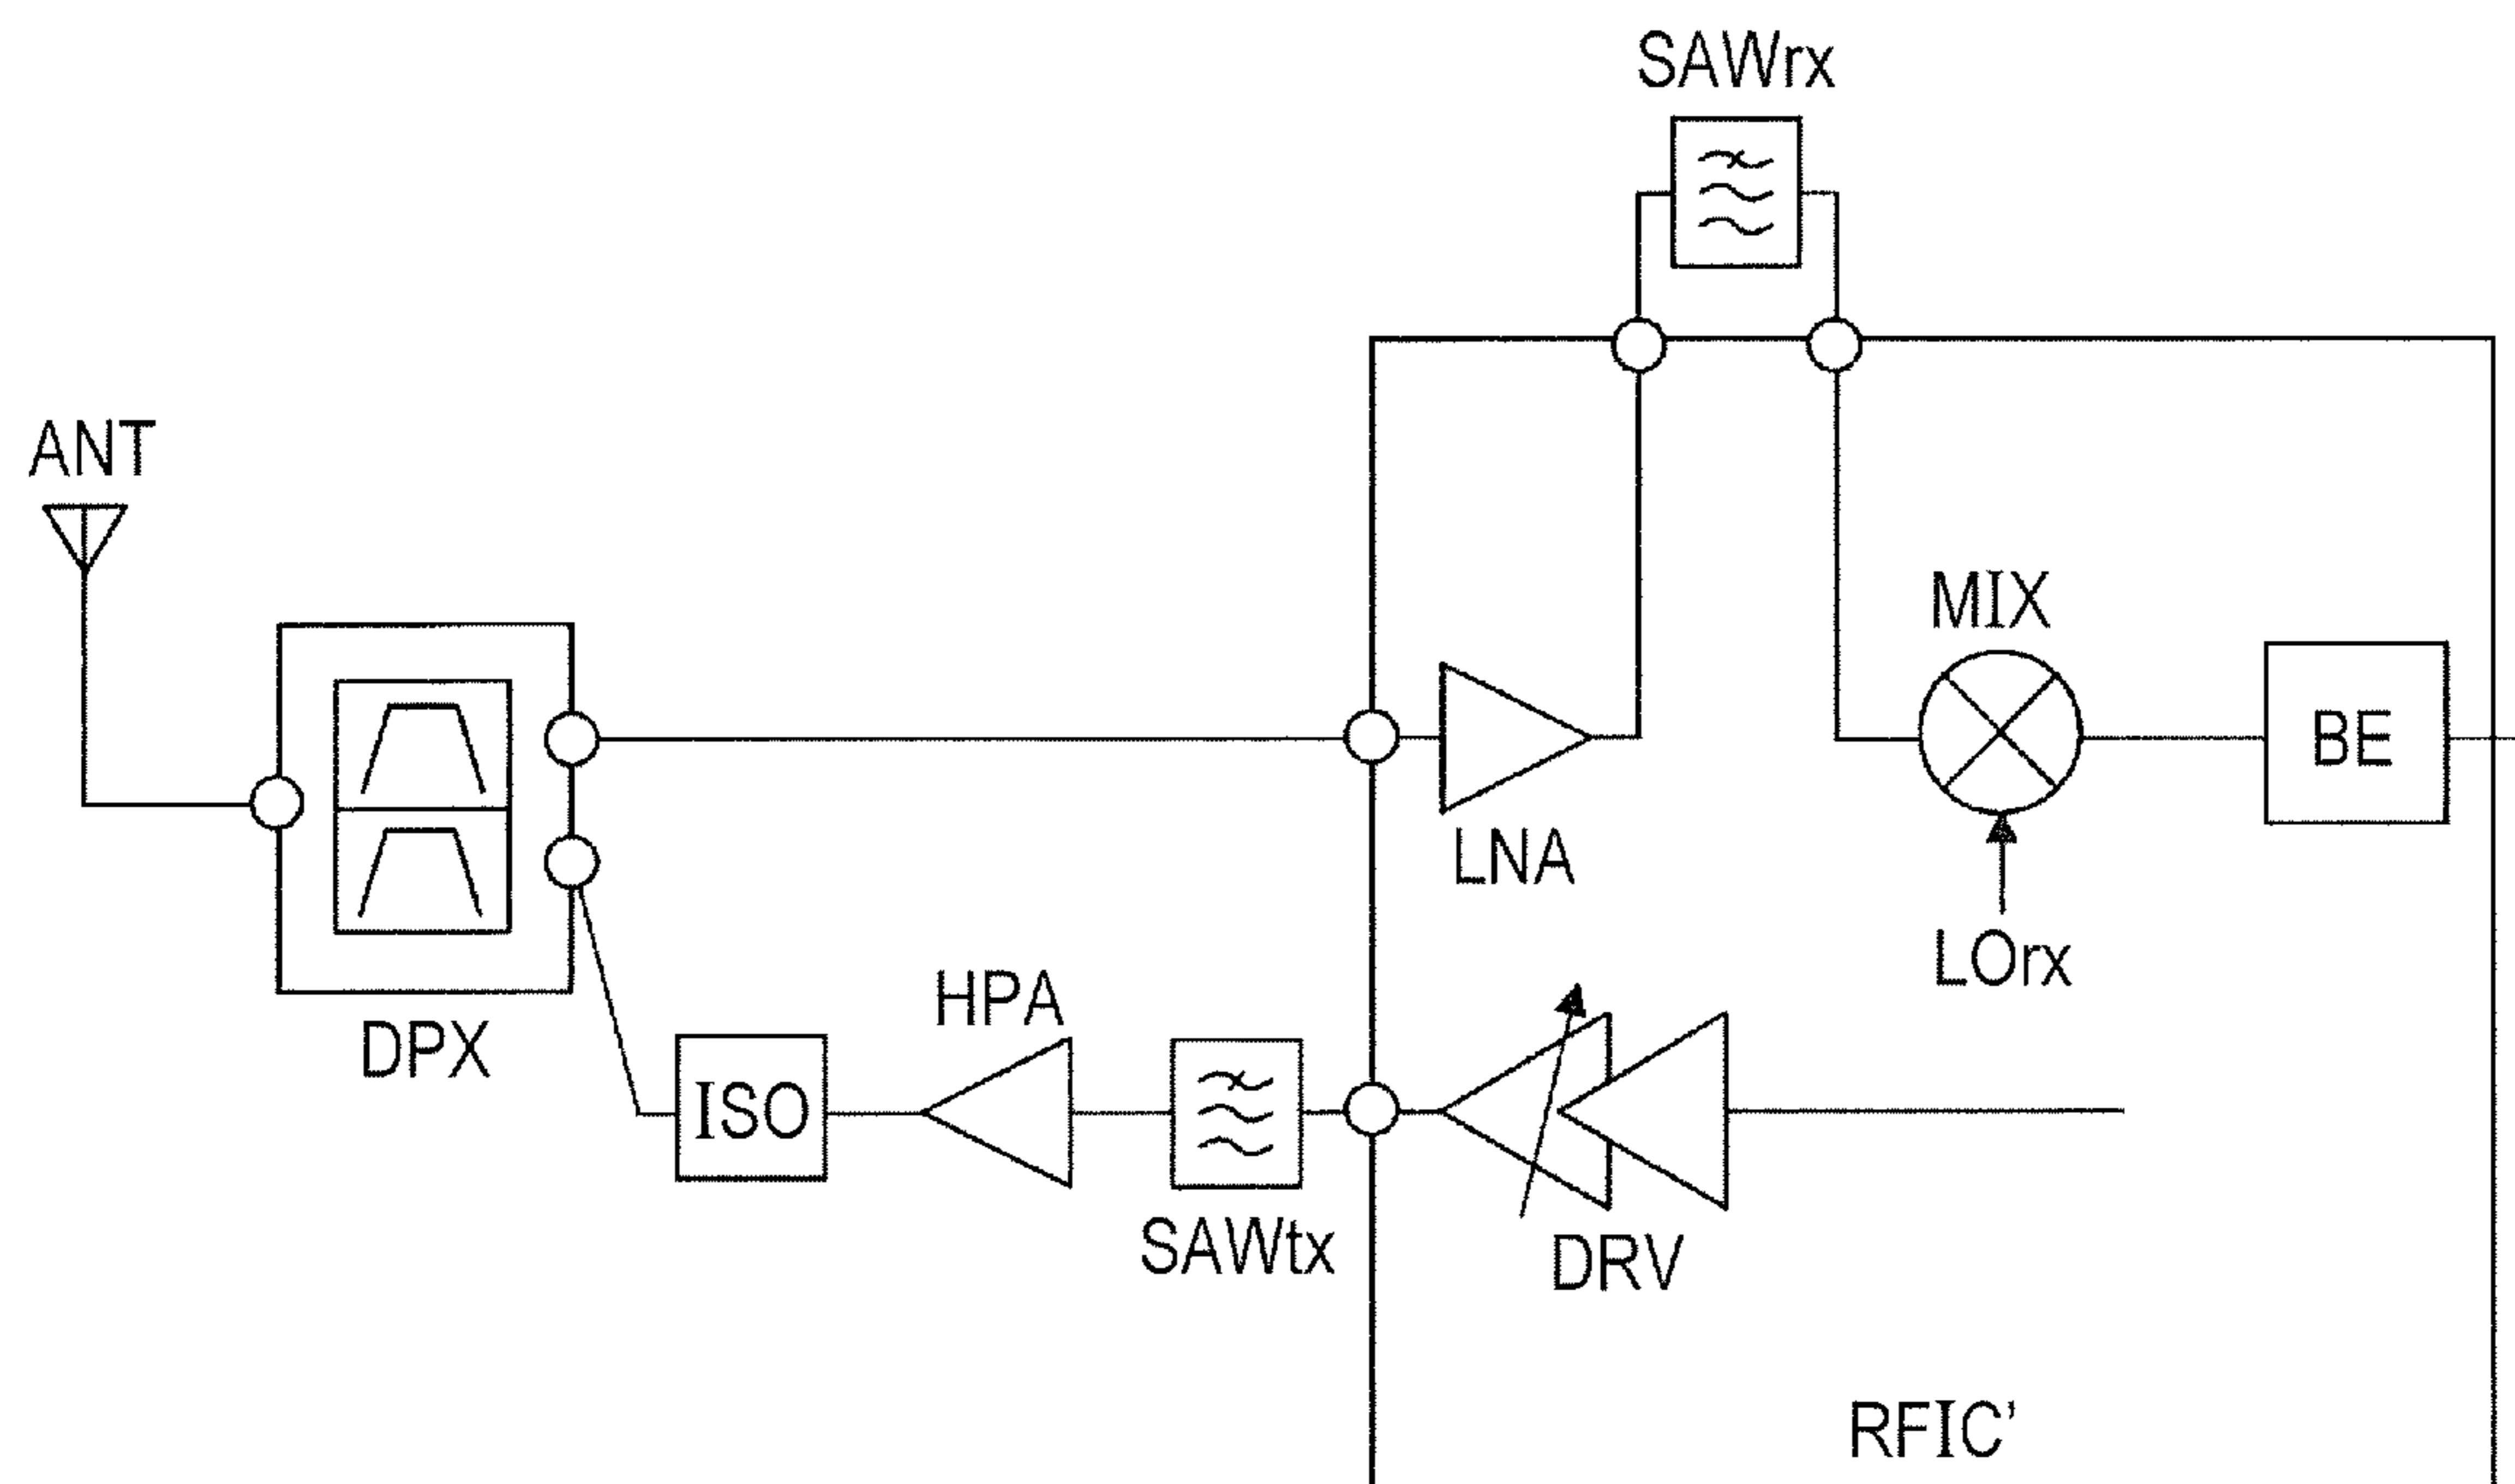 SAWrx
ANT
MIX
BE
LNA
LOrx
HPA
DPX
ISO
SAWtx
DRV
RFIC'